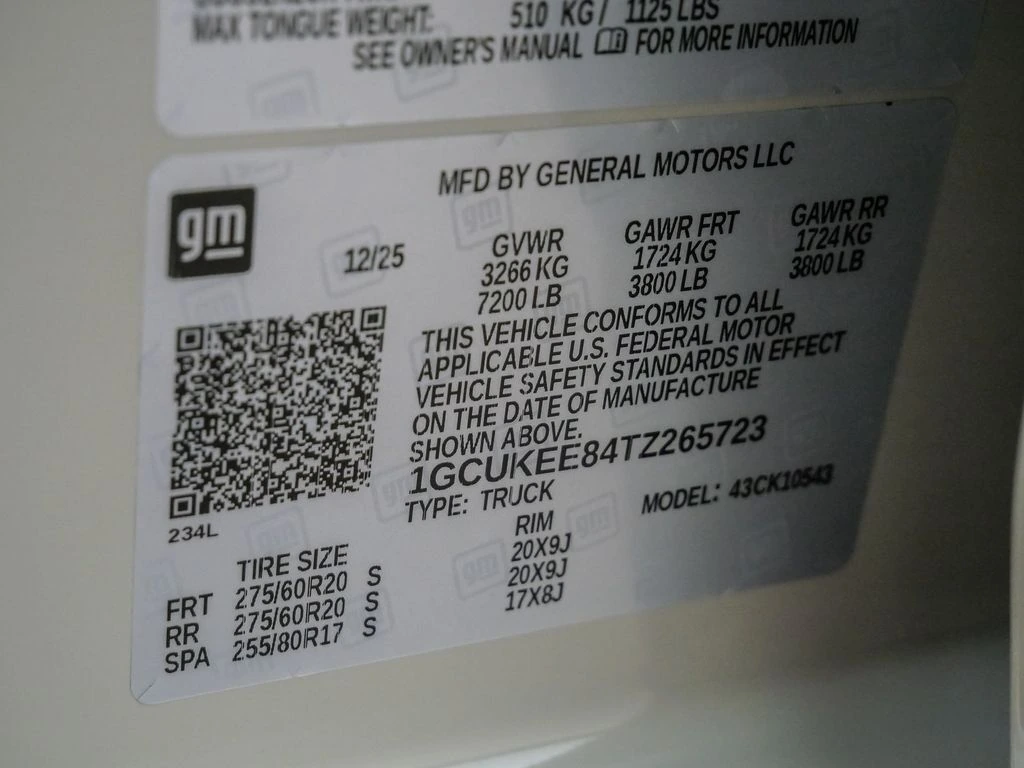 MAX TONGUE WEIGHT: 510 KG / 1125 LBS
SEE OWNER'S MANUAL FOR MORE INFORMATION
MFD BY GENERAL MOTORS LLC
gm
12/25 GVWR GAWR FRT GAWR RR
3266 KG 1724 KG 1724 KG
7200 LB 3800 LB 3800 LB
THIS VEHICLE CONFORMS TO ALL
APPLICABLE U.S. FEDERAL MOTOR
VEHICLE SAFETY STANDARDS IN EFFECT
ON THE DATE OF MANUFACTURE
SHOWN ABOVE.
1GCUKEE84TZ265723
TYPE: TRUCK MODEL: 43CK10543
234L
TIRE SIZE RIM
FRT 275/60R20 S 20X9J
RR 275/60R20 S 20X9J
SPA 255/80R17 S 17X8J